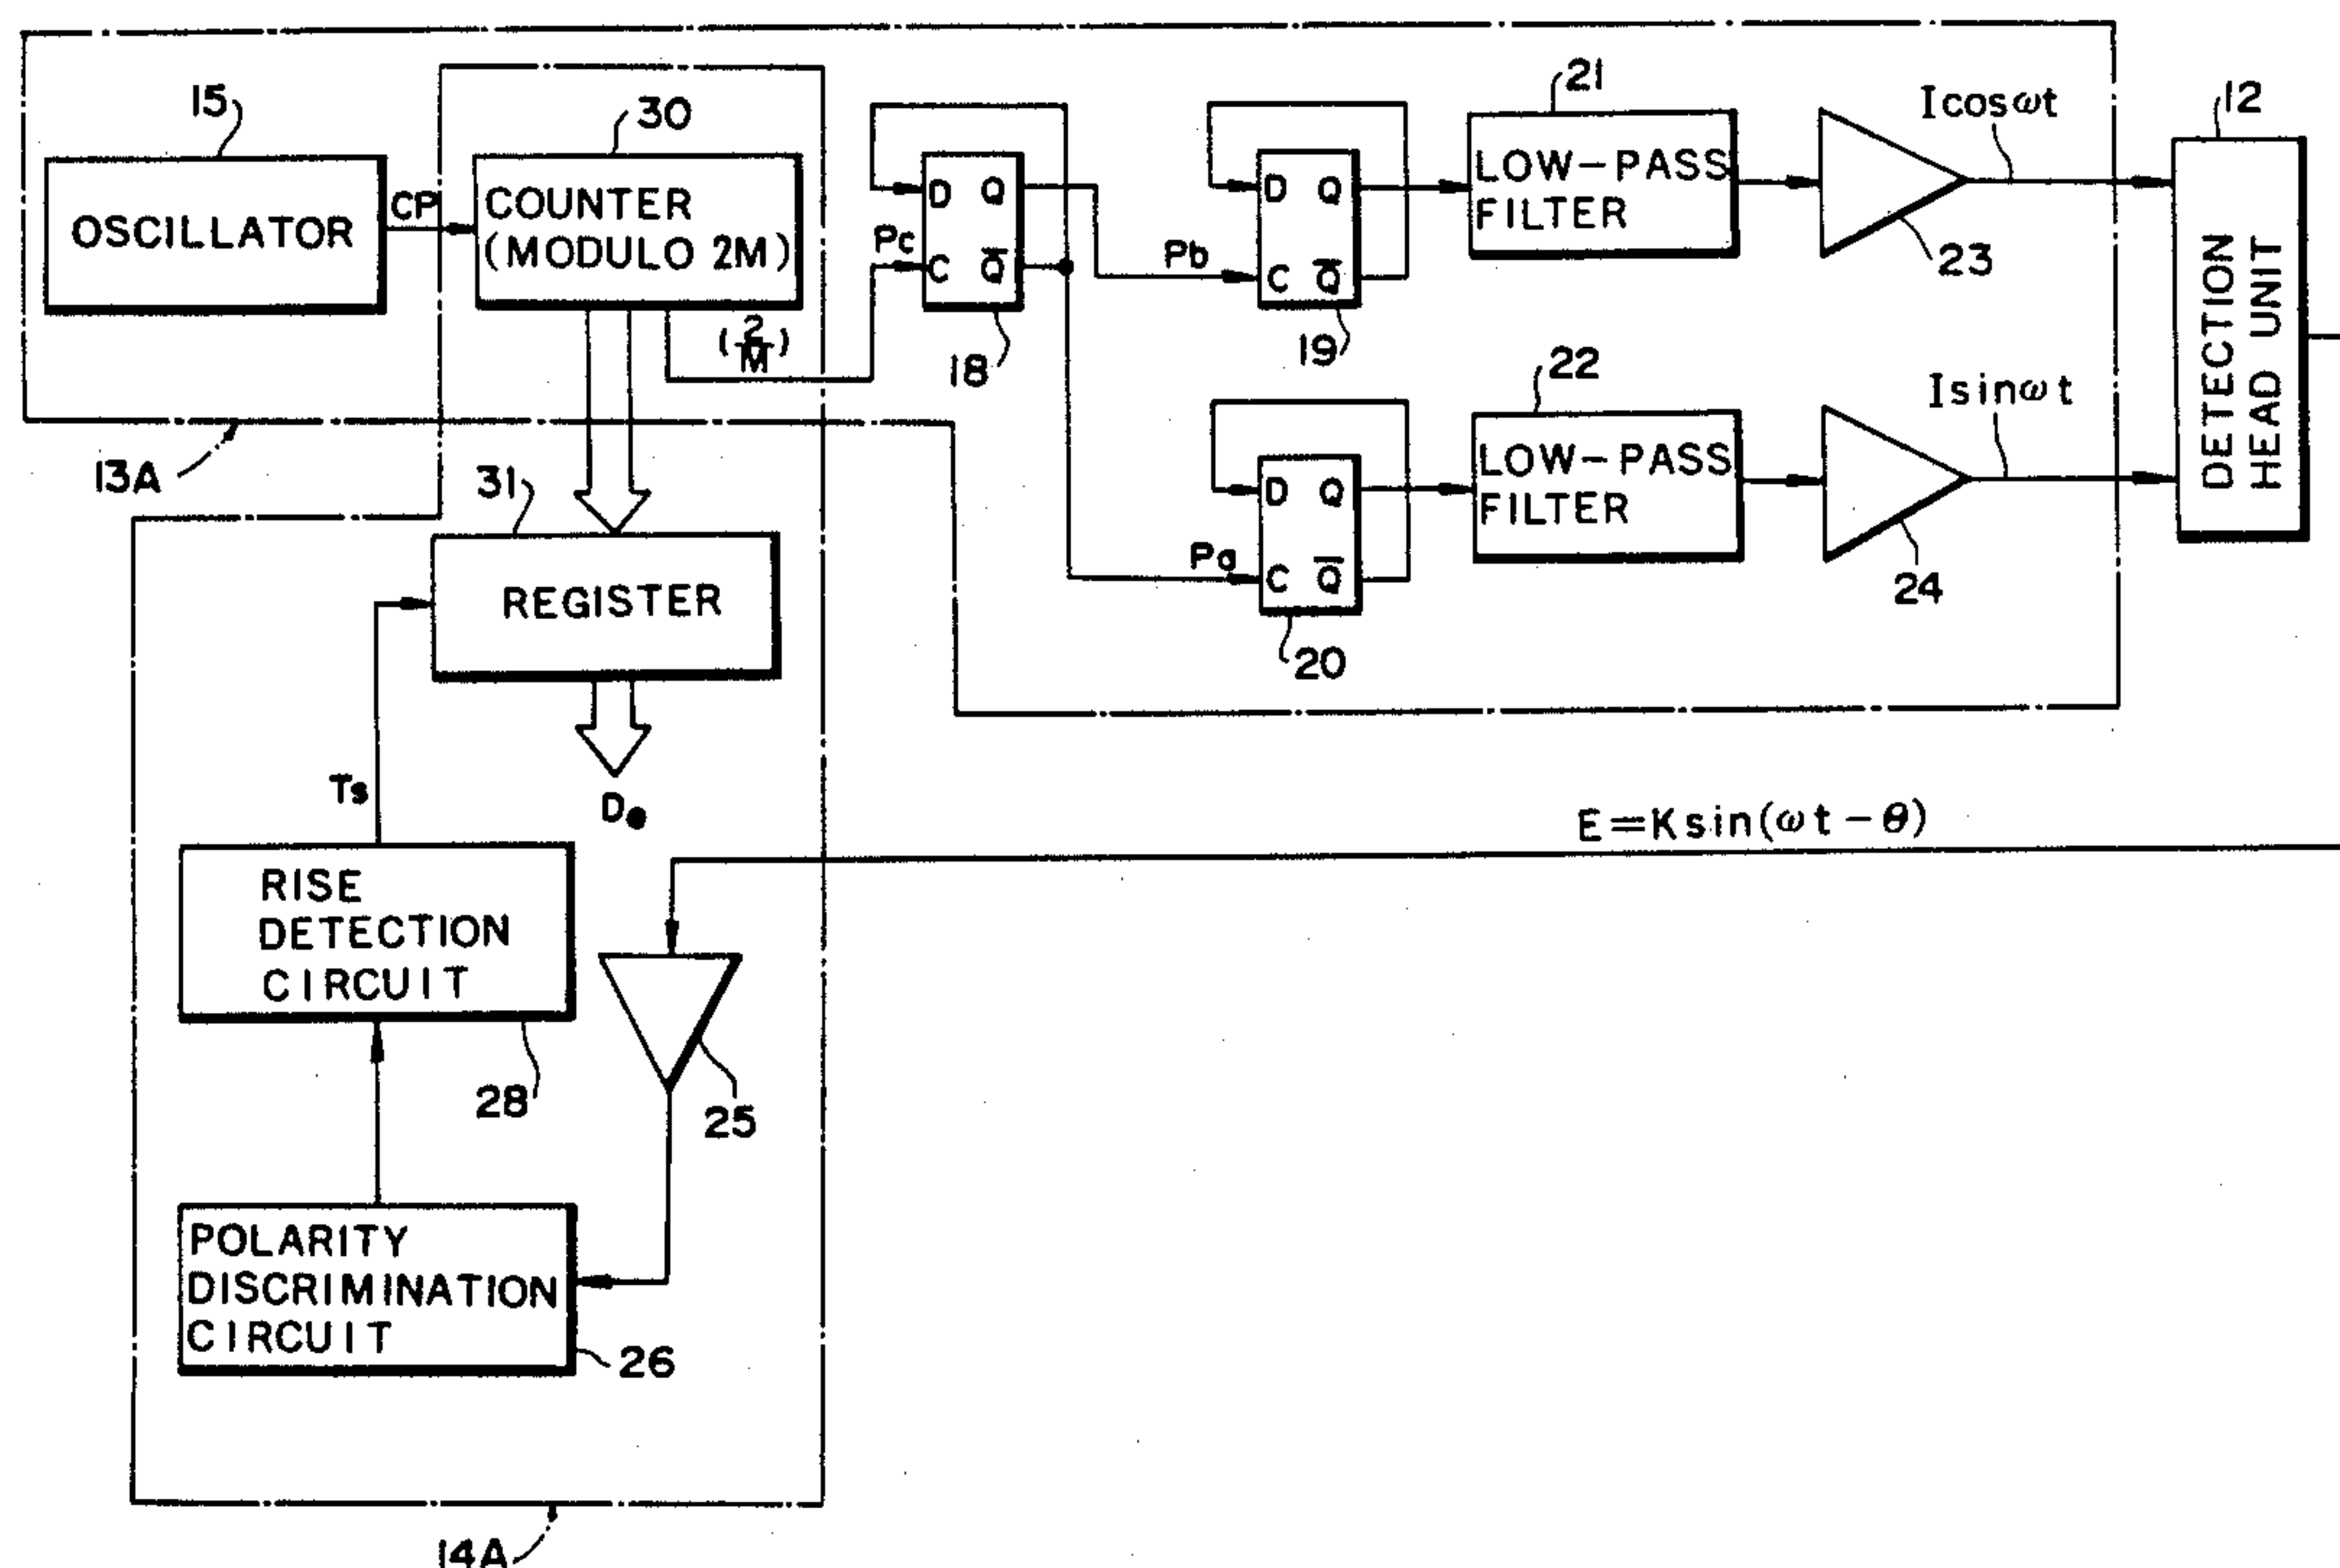 15
OSCILLATOR
CP
30
COUNTER
(MODULO 2M)
(2/M)
Pc
D Q
C Q̅
18
Pb
D Q
C Q̅
19
21
LOW-PASS
FILTER
23
Icosωt
12
DETECTION
HEAD UNIT
13A
Pa
D Q
C Q̅
20
22
LOW-PASS
FILTER
24
Isinωt
31
REGISTER
Ts
E=Ksin(ωt-θ)
RISE
DETECTION
CIRCUIT
28
25
POLARITY
DISCRIMINATION
CIRCUIT
26
14A